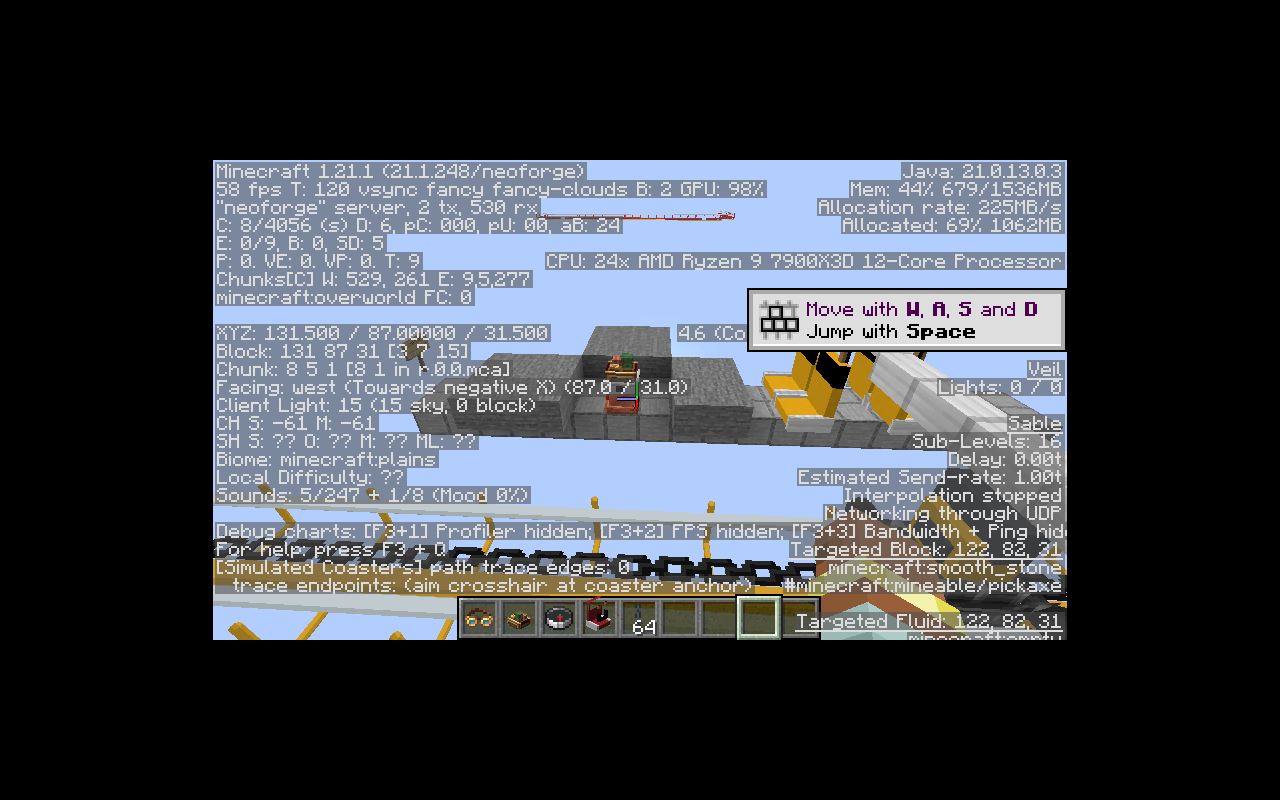 Minecraft 1.21.1 (21.1.248/neoforge)
58 fps T: 120 vsync fancy fancy-clouds B: 2 GPU: 98%
"neoforge" server, 2 tx, 530 rx
C: 8/4056 (s) D: 6, pC: 000, pU: 00, aB: 24
E: 0/9, B: 0, SD: 5
P: 0. VE: 0. VP: 0. T: 9
Chunks[C] W: 529, 261 E: 9,5,277
minecraft:overworld FC: 0
XYZ: 131.500 / 87.00000 / 31.500
Block: 131 87 31 [3 7 15]
Chunk: 8 5 1 [8 1 in r.0.0.mca]
Facing: west (Towards negative X) (87.0 / 31.0)
Client Light: 15 (15 sky, 0 block)
CH S: -61 M: -61
SH S: ?? O: ?? M: ?? ML: ??
Biome: minecraft:plains
Local Difficulty: ??
Sounds: 5/247 + 1/8 (Mood 0%)
Debug charts: [F3+1] Profiler hidden; [F3+2] FPS hidden; [F3+3] Bandwidth + Ping hid
For help: press F3 + Q
[Simulated Coasters] path trace edges: 0
trace endpoints: (aim crosshair at coaster anchor)
Java: 21.0.13.0.3
Mem: 44% 679/1536MB
Allocation rate: 225MB/s
Allocated: 69% 1062MB
CPU: 24x AMD Ryzen 9 7900X3D 12-Core Processor
4.6 (Co
Move with W, A, S and D
Jump with Space
Veil
Lights: 0 / 0
Sable
Sub-Levels: 16
Delay: 0.00t
Estimated Send-rate: 1.00t
Interpolation stopped
Networking through UDP
Targeted Block: 122, 82, 31
minecraft:smooth_stone
#minecraft:mineable/pickaxe
Targeted Fluid: 122, 82, 31
minecraft:empty
64